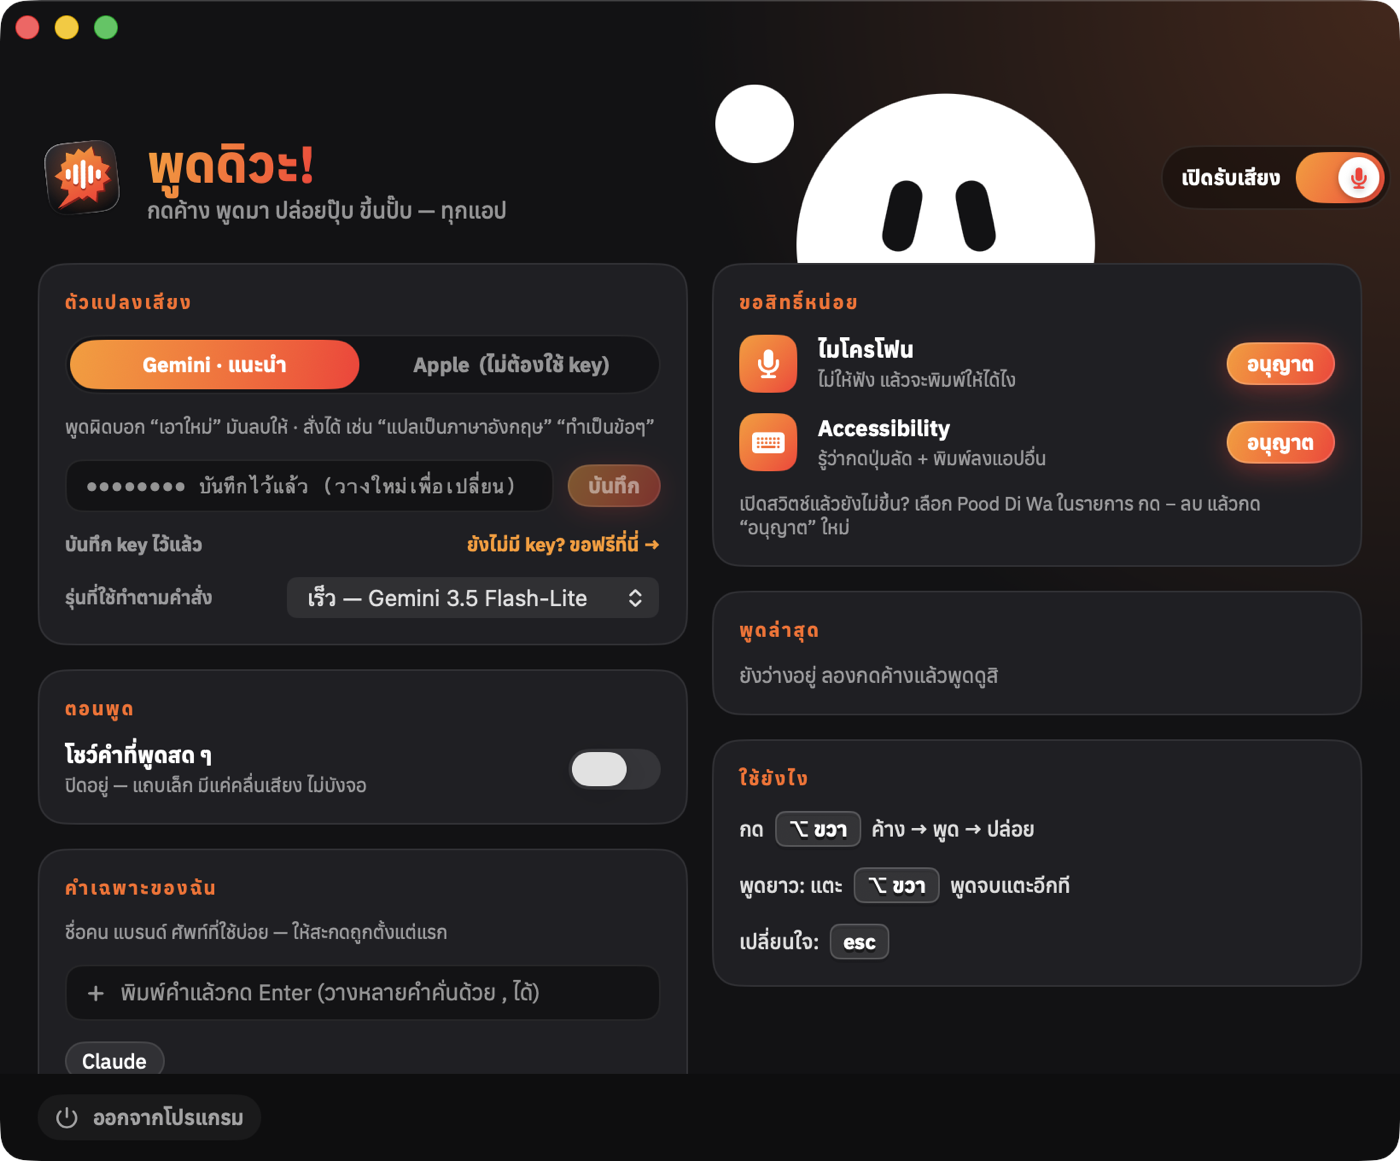 พูดดิวะ!
กดค้าง พูดมา ปล่อยปุ๊บ ขึ้นปั๊บ — ทุกแอป
เปิดรับเสียง
ตัวแปลงเสียง
Gemini · แนะนำ
Apple (ไม่ต้องใช้ key)
พูดผิดบอก “เอาใหม่” มันลบให้ · สั่งได้ เช่น “แปลเป็นภาษาอังกฤษ” “ทำเป็นข้อๆ”
●●●●●●●● บันทึกไว้แล้ว (วางใหม่เพื่อเปลี่ยน)
บันทึก
บันทึก key ไว้แล้ว
ยังไม่มี key? ขอฟรีที่นี่ →
รุ่นที่ใช้ทำตามคำสั่ง
เร็ว — Gemini 3.5 Flash-Lite
ตอนพูด
โชว์คำที่พูดสด ๆ
ปิดอยู่ — แถบเล็ก มีแค่คลื่นเสียง ไม่บังจอ
คำเฉพาะของฉัน
ชื่อคน แบรนด์ ศัพท์ที่ใช้บ่อย — ให้สะกดถูกตั้งแต่แรก
+ พิมพ์คำแล้วกด Enter (วางหลายคำคั่นด้วย , ได้)
Claude
ขอสิทธิ์หน่อย
ไมโครโฟน
ไม่ให้ฟัง แล้วจะพิมพ์ให้ได้ไง
อนุญาต
Accessibility
รู้ว่ากดปุ่มลัด + พิมพ์ลงแอปอื่น
อนุญาต
เปิดสวิตช์แล้วยังไม่ขึ้น? เลือก Pood Di Wa ในรายการ กด – ลบ แล้วกด
“อนุญาต” ใหม่
พูดล่าสุด
ยังว่างอยู่ ลองกดค้างแล้วพูดดูสิ
ใช้ยังไง
กด ⌥ ขวา ค้าง → พูด → ปล่อย
พูดยาว: แตะ ⌥ ขวา พูดจบแตะอีกที
เปลี่ยนใจ: esc
ออกจากโปรแกรม